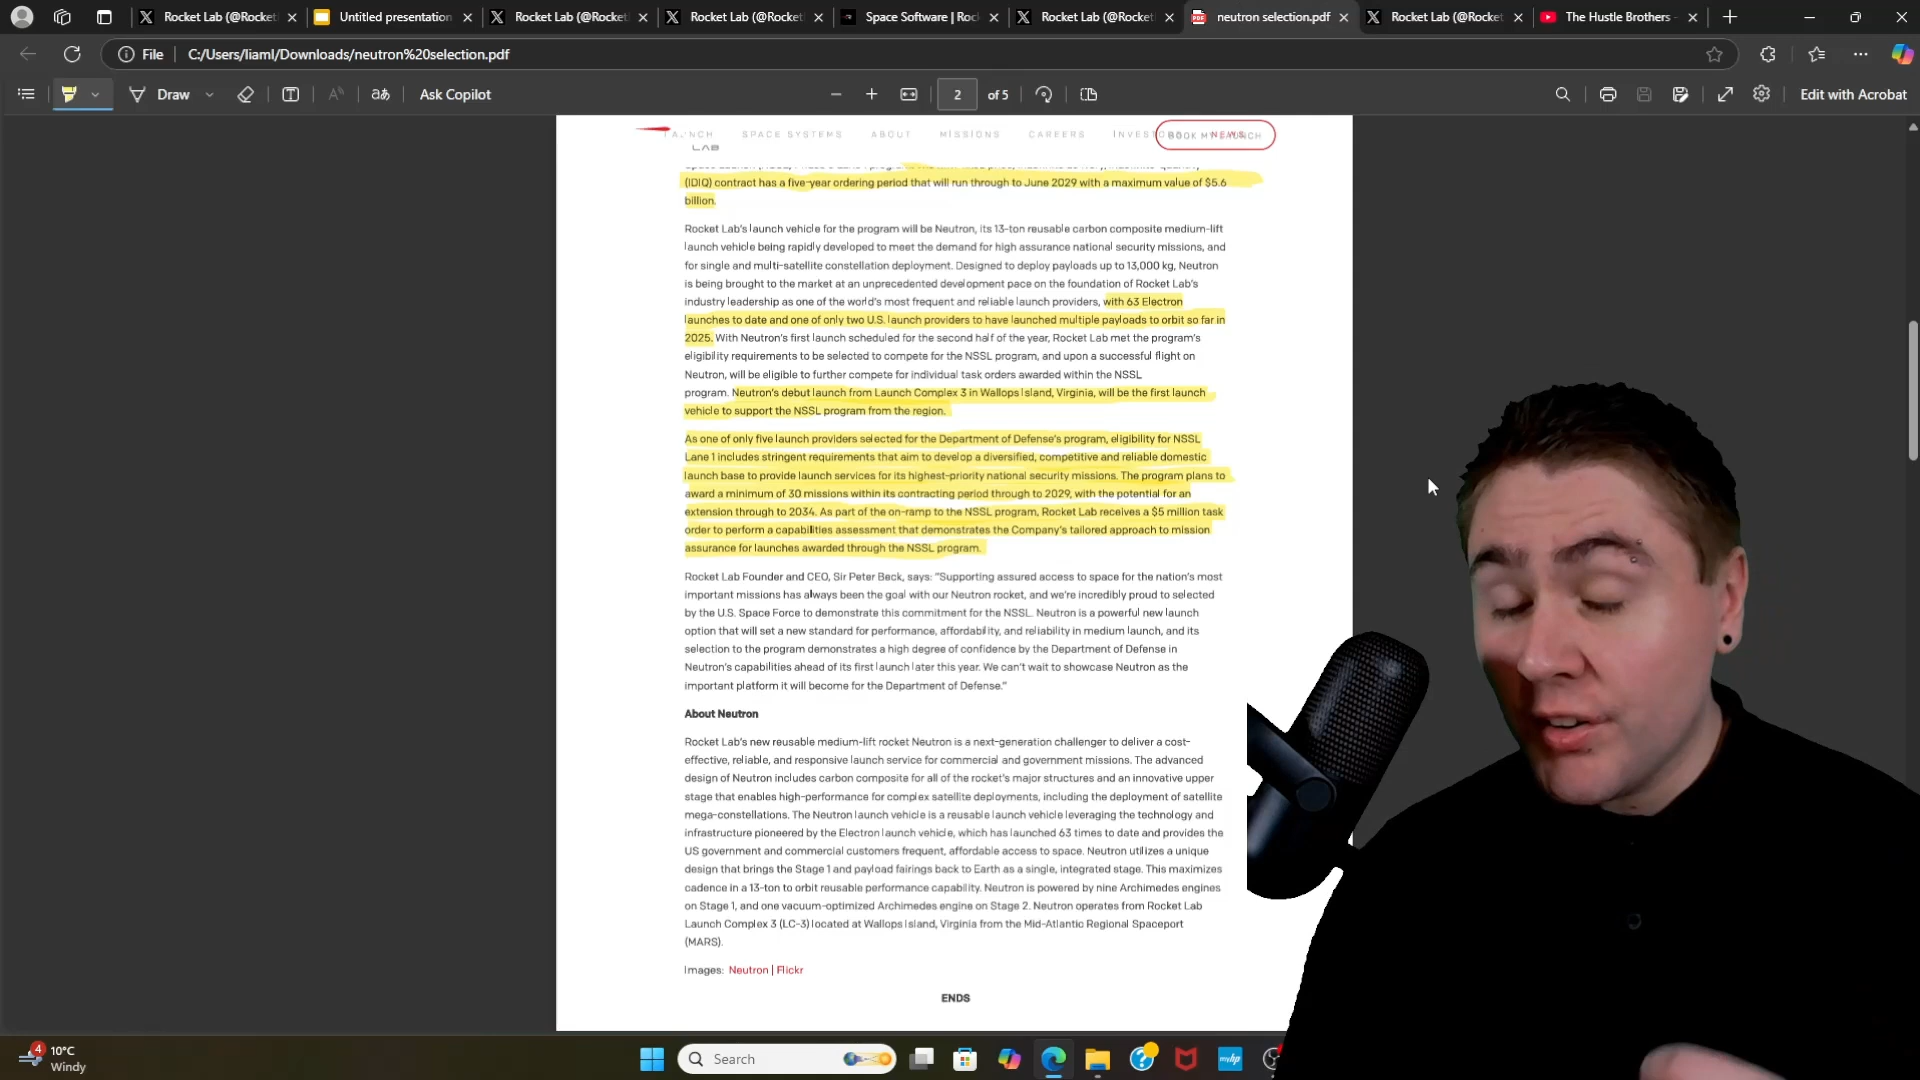 Rocket Lab (@Rocket
Untitled presentation
Rocket Lab (@Rocket
Rocket Lab (@Rocket
Space Software | Roc
Rocket Lab (@Rocket
neutron selection.pdf
Rocket Lab (@Rocket
The Hustle Brothers -
File
C:/Users/liaml/Downloads/neutron%20selection.pdf
Draw
aあ
Ask Copilot
2 of 5
Edit with Acrobat
LAUNCH SPACE SYSTEMS ABOUT MISSIONS CAREERS INVESTORS NEWS
BOOK MY LAUNCH
LAB
(IDIQ) contract has a five-year ordering period that will run through to June 2029 with a maximum value of $5.6
billion.
Rocket Lab's launch vehicle for the program will be Neutron, its 13-ton reusable carbon composite medium-lift
launch vehicle being rapidly developed to meet the demand for high assurance national security missions, and
for single and multi-satellite constellation deployment. Designed to deploy payloads up to 13,000 kg, Neutron
is being brought to the market at an unprecedented development pace on the foundation of Rocket Lab's
industry leadership as one of the world's most frequent and reliable launch providers, with 63 Electron
launches to date and one of only two U.S. launch providers to have launched multiple payloads to orbit so far in
2025. With Neutron's first launch scheduled for the second half of the year, Rocket Lab met the program's
eligibility requirements to be selected to compete for the NSSL program, and upon a successful flight on
Neutron, will be eligible to further compete for individual task orders awarded within the NSSL
program. Neutron's debut launch from Launch Complex 3 in Wallops Island, Virginia, will be the first launch
vehicle to support the NSSL program from the region.
As one of only five launch providers selected for the Department of Defense's program, eligibility for NSSL
Lane 1 includes stringent requirements that aim to develop a diversified, competitive and reliable domestic
launch base to provide launch services for its highest-priority national security missions. The program plans to
award a minimum of 30 missions within its contracting period through to 2029, with the potential for an
extension through to 2034. As part of the on-ramp to the NSSL program, Rocket Lab receives a $5 million task
order to perform a capabilities assessment that demonstrates the Company's tailored approach to mission
assurance for launches awarded through the NSSL program.
Rocket Lab Founder and CEO, Sir Peter Beck, says: "Supporting assured access to space for the nation's most
important missions has always been the goal with our Neutron rocket, and we're incredibly proud to selected
by the U.S. Space Force to demonstrate this commitment for the NSSL. Neutron is a powerful new launch
option that will set a new standard for performance, affordability, and reliability in medium launch, and its
selection to the program demonstrates a high degree of confidence by the Department of Defense in
Neutron's capabilities ahead of its first launch later this year. We can't wait to showcase Neutron as the
important platform it will become for the Department of Defense."
About Neutron
Rocket Lab's new reusable medium-lift rocket Neutron is a next-generation challenger to deliver a cost-
effective, reliable, and responsive launch service for commercial and government missions. The advanced
design of Neutron includes carbon composite for all of the rocket's major structures and an innovative upper
stage that enables high-performance for complex satellite deployments, including the deployment of satellite
mega-constellations. The Neutron launch vehicle is a reusable launch vehicle leveraging the technology and
infrastructure pioneered by the Electron launch vehicle, which has launched 63 times to date and provides the
US government and commercial customers frequent, affordable access to space. Neutron utilizes a unique
design that brings the Stage 1 and payload fairings back to Earth as a single, integrated stage. This maximizes
cadence in a 13-ton to orbit reusable performance capability. Neutron is powered by nine Archimedes engines
on Stage 1, and one vacuum-optimized Archimedes engine on Stage 2. Neutron operates from Rocket Lab
Launch Complex 3 (LC-3) located at Wallops Island, Virginia from the Mid-Atlantic Regional Spaceport
(MARS).
Images: Neutron | Flickr
ENDS
4
10°C
Windy
Search
myhp